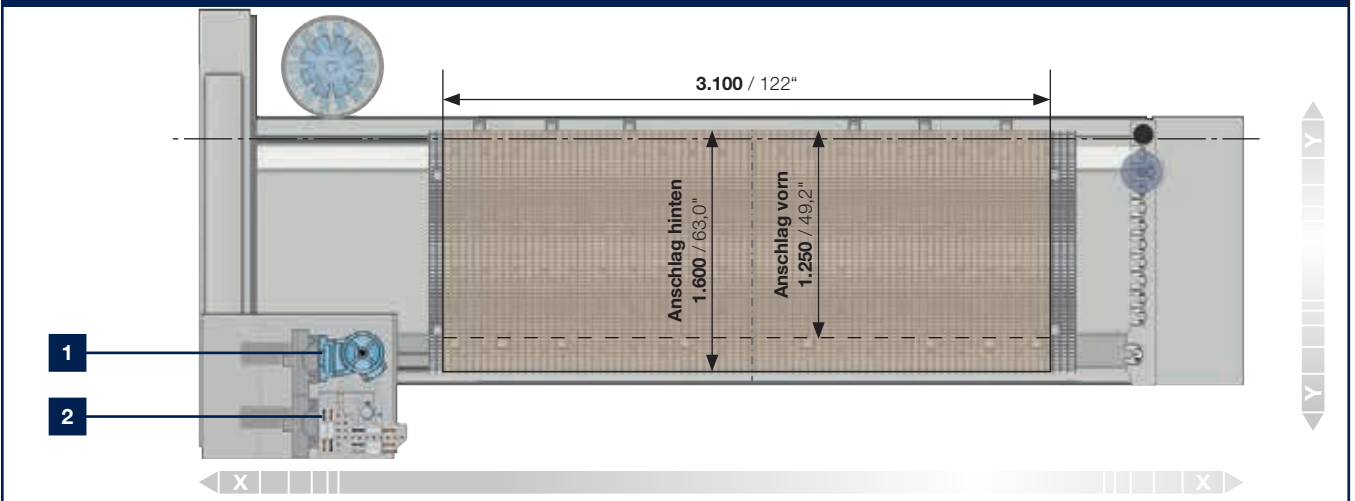 3.100 / 122“
Y
Anschlag hinten
1.600 / 63,0"
Anschlag vorn
1.250 / 49,2"
1
2
Y
X
X